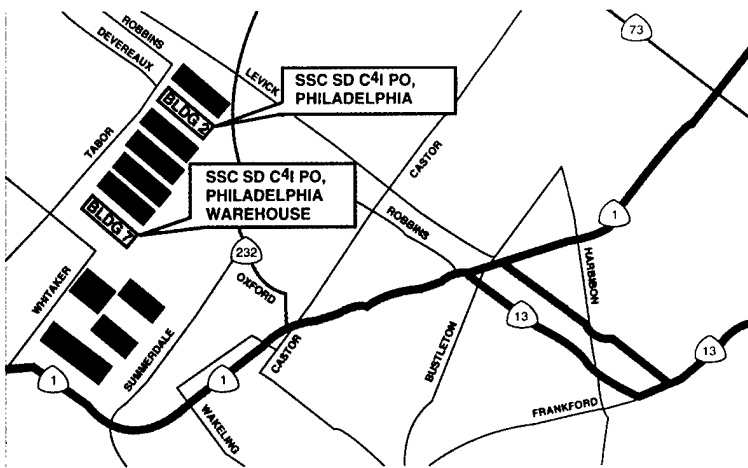 ROBBINS
DEVEREAUX
73
LEVICK
SSC SD C4I PO,
PHILADELPHIA
BLDG 2
TABOR
CASTOR
SSC SD C4I PO,
PHILADELPHIA
WAREHOUSE
BLDG 7
ROBBINS
1
232
HARBISON
WHITAKER
OXFORD
13
SUMMERDALE
CASTOR
BUSTLETON
13
1
1
WAKELING
FRANKFORD